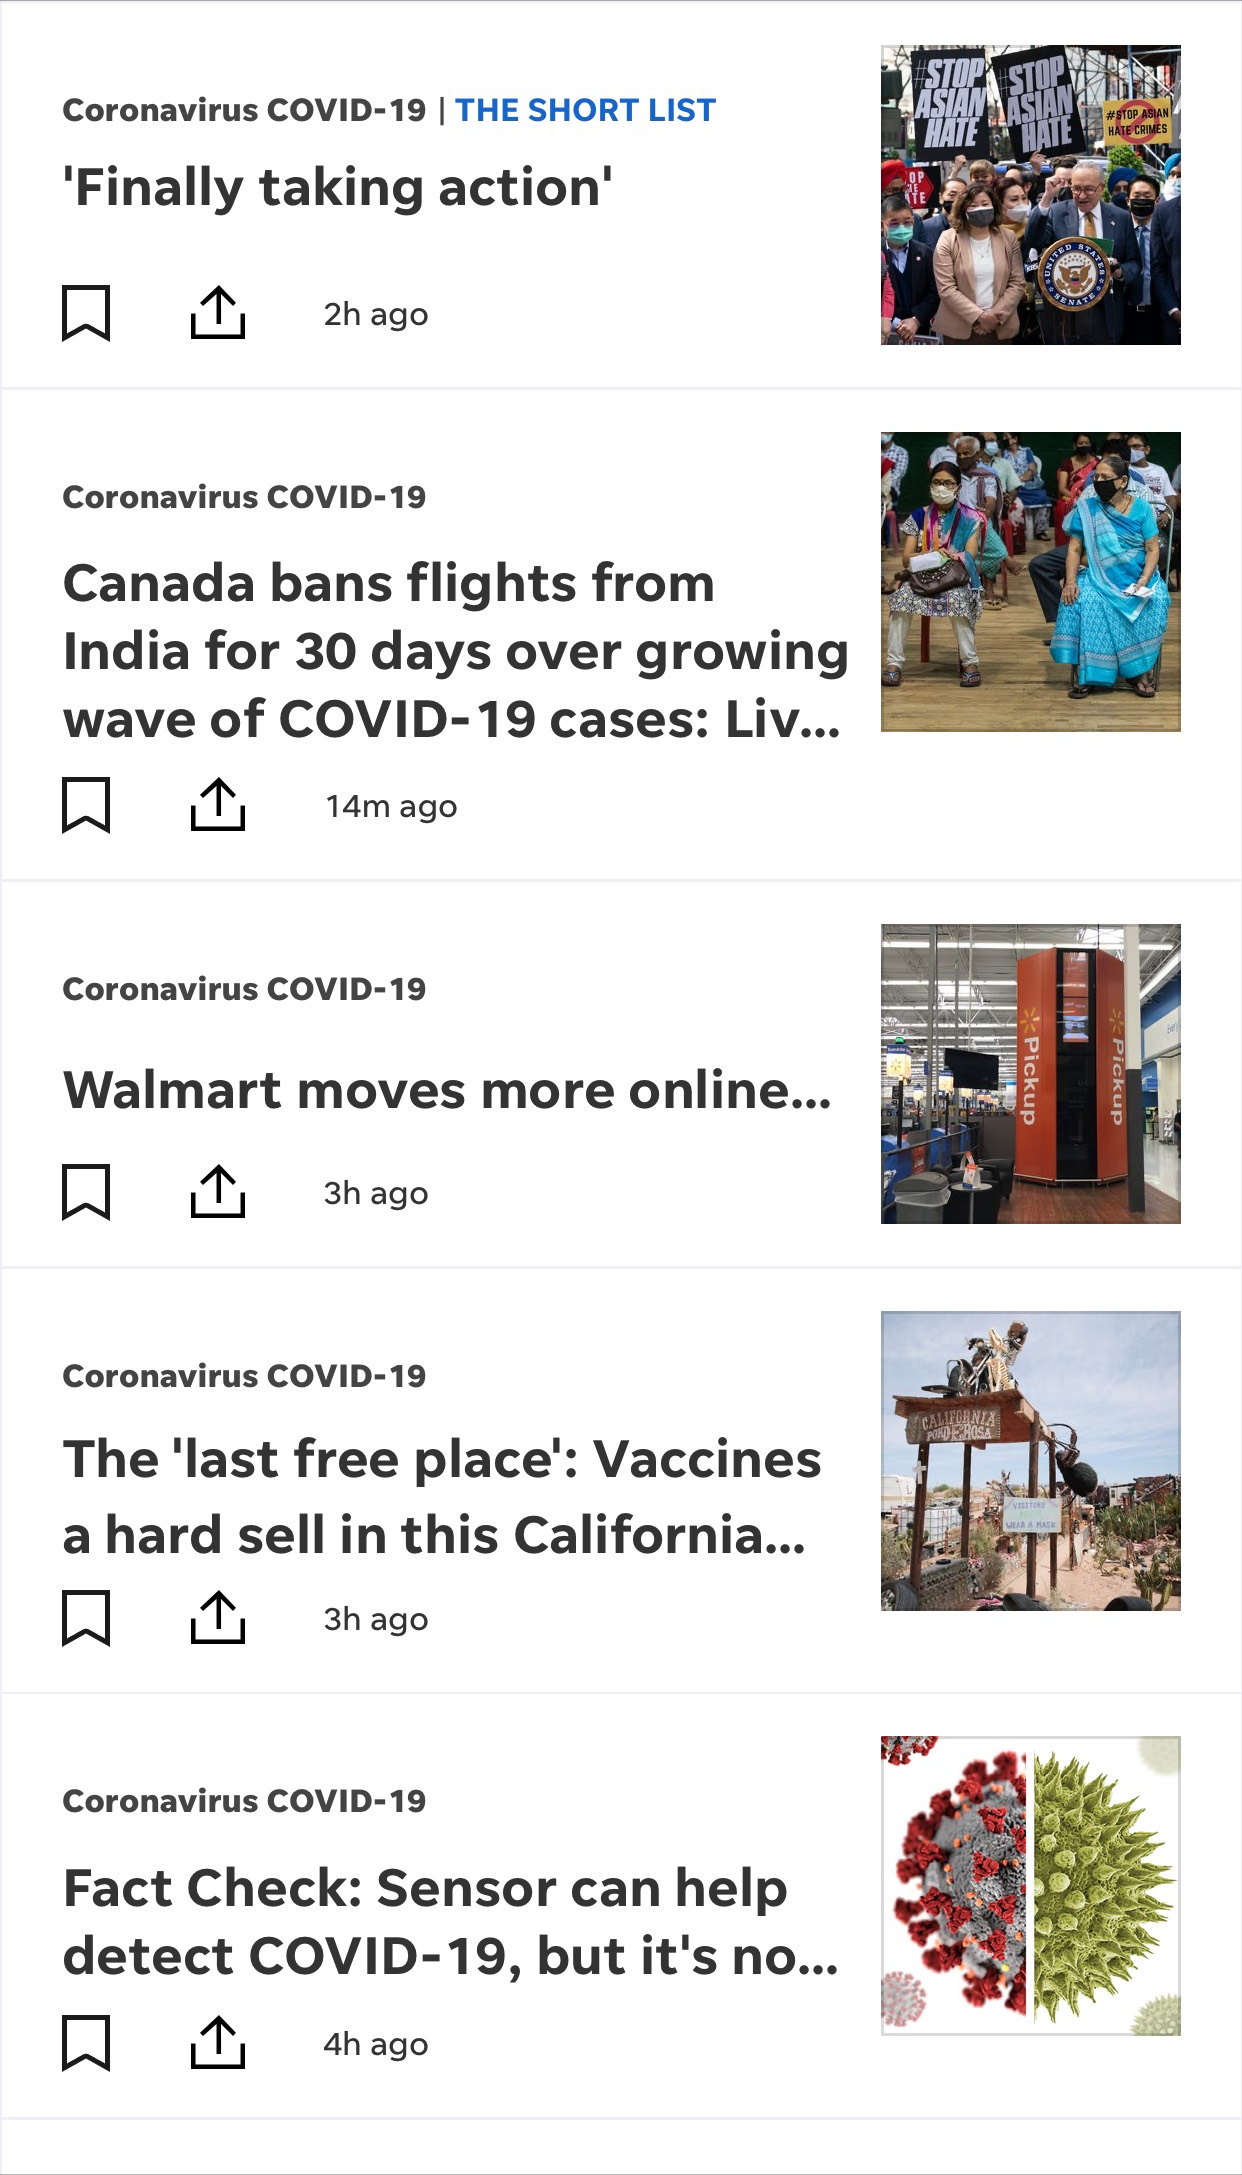 Coronavirus COVID-19 | THE SHORT LIST
'Finally taking action'
2h ago
#STOP
ASIAN
HATE
#STOP
ASIAN
HATE
#STOP ASIAN
HATE CRIMES
UNITED STATES
SENATE
Coronavirus COVID-19
Canada bans flights from
India for 30 days over growing
wave of COVID-19 cases: Liv...
14m ago
Coronavirus COVID-19
Walmart moves more online...
3h ago
Pickup
Pickup
Coronavirus COVID-19
The 'last free place': Vaccines
a hard sell in this California...
3h ago
CALIFORNIA
PONDEROSA
VISITORS
WEAR A MASK
Coronavirus COVID-19
Fact Check: Sensor can help
detect COVID-19, but it's no...
4h ago